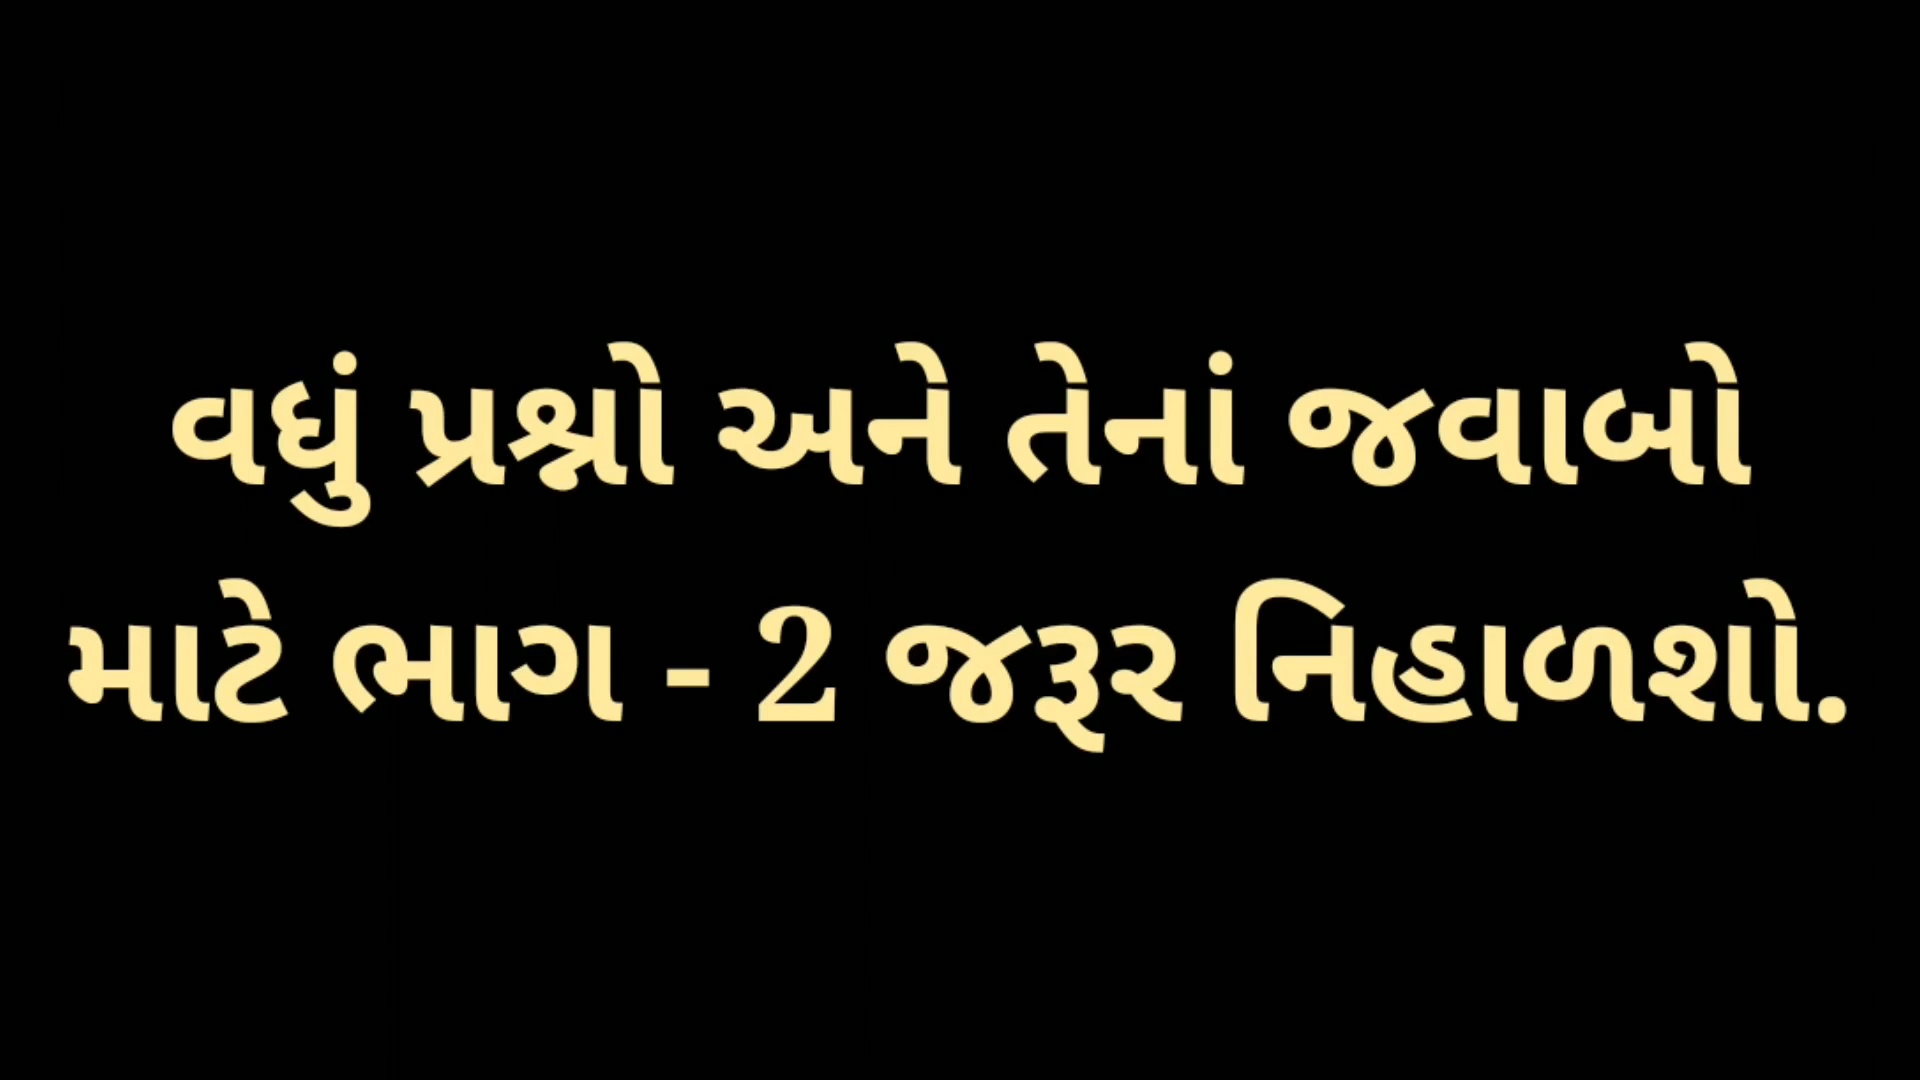 વધું પ્રશ્નો અને તેનાં જવાબો
માટે ભાગ - 2 જરૂર નિહાળશો.